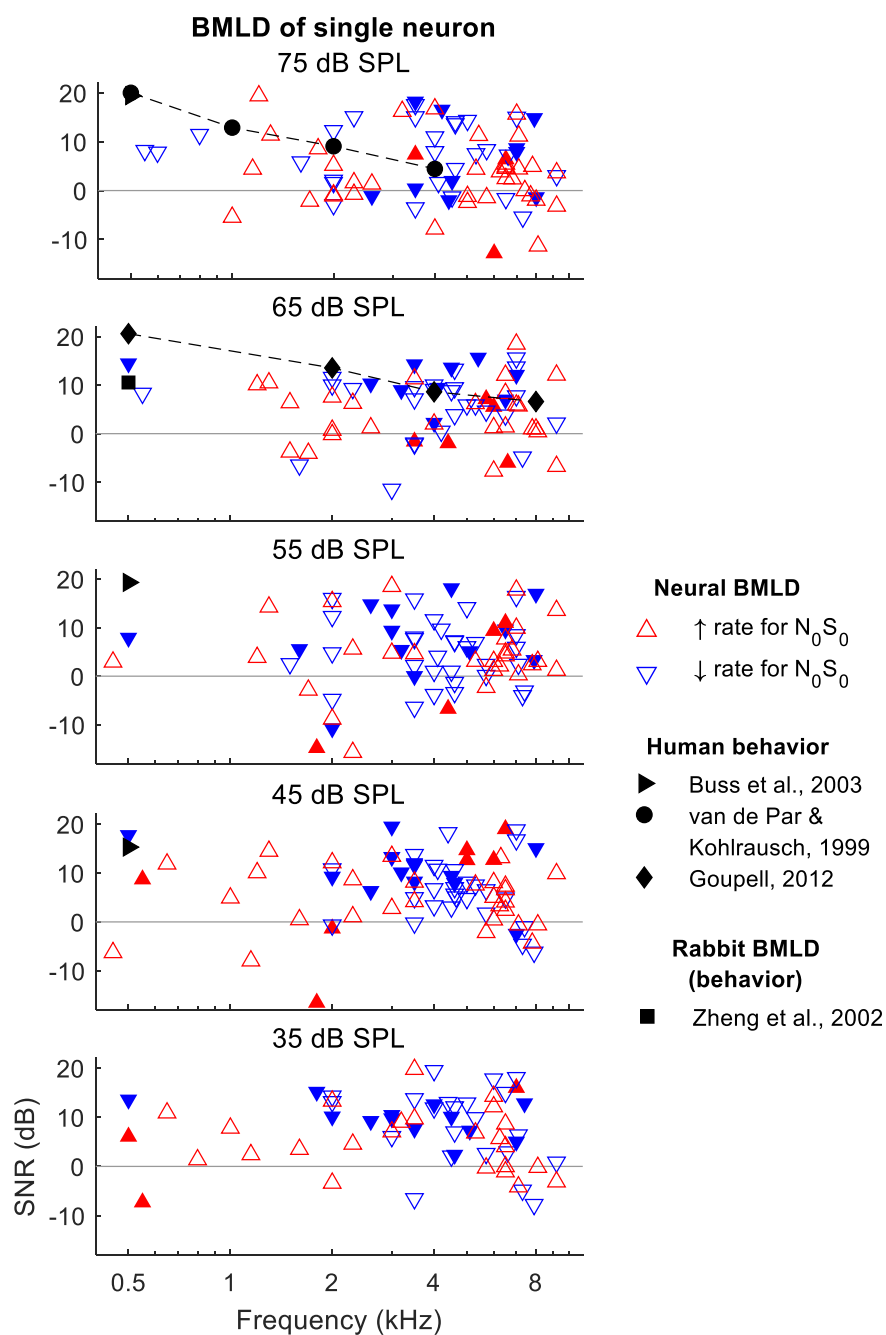 BMLD of single neuron
75 dB SPL
20
10
0
-10
65 dB SPL
20
10
0
-10
55 dB SPL
20
10
0
-10
45 dB SPL
20
10
0
-10
35 dB SPL
20
10
0
-10
SNR (dB)
0.5 1 2 4 8
Frequency (kHz)
Neural BMLD
↑ rate for N₀S₀
↓ rate for N₀S₀
Human behavior
Buss et al., 2003
van de Par &
Kohlrausch, 1999
Goupell, 2012
Rabbit BMLD
(behavior)
Zheng et al., 2002